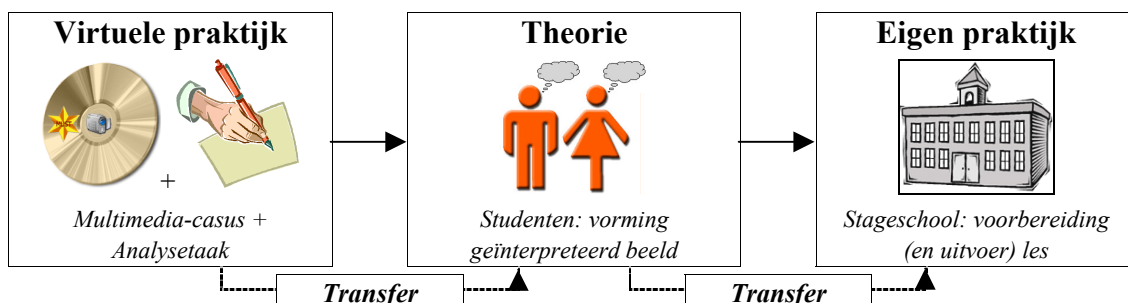 Virtuele praktijk
+
Multimedia-casus +
Analysetaak
Theorie
Studenten: vorming
geïnterpreteerd beeld
Eigen praktijk
Stageschool: voorbereiding
(en uitvoer) les
Transfer
Transfer